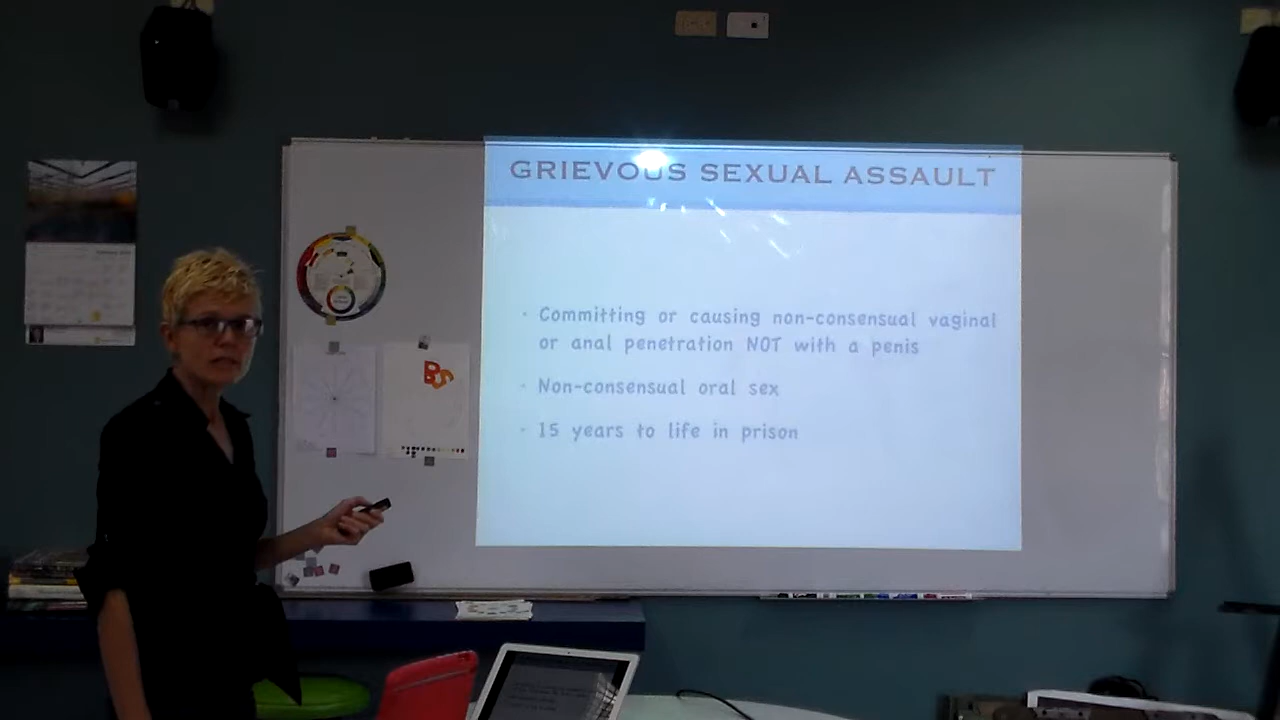 GRIEVOUS SEXUAL ASSAULT
• Committing or causing non-consensual vaginal
or anal penetration NOT with a penis
• Non-consensual oral sex
• 15 years to life in prison